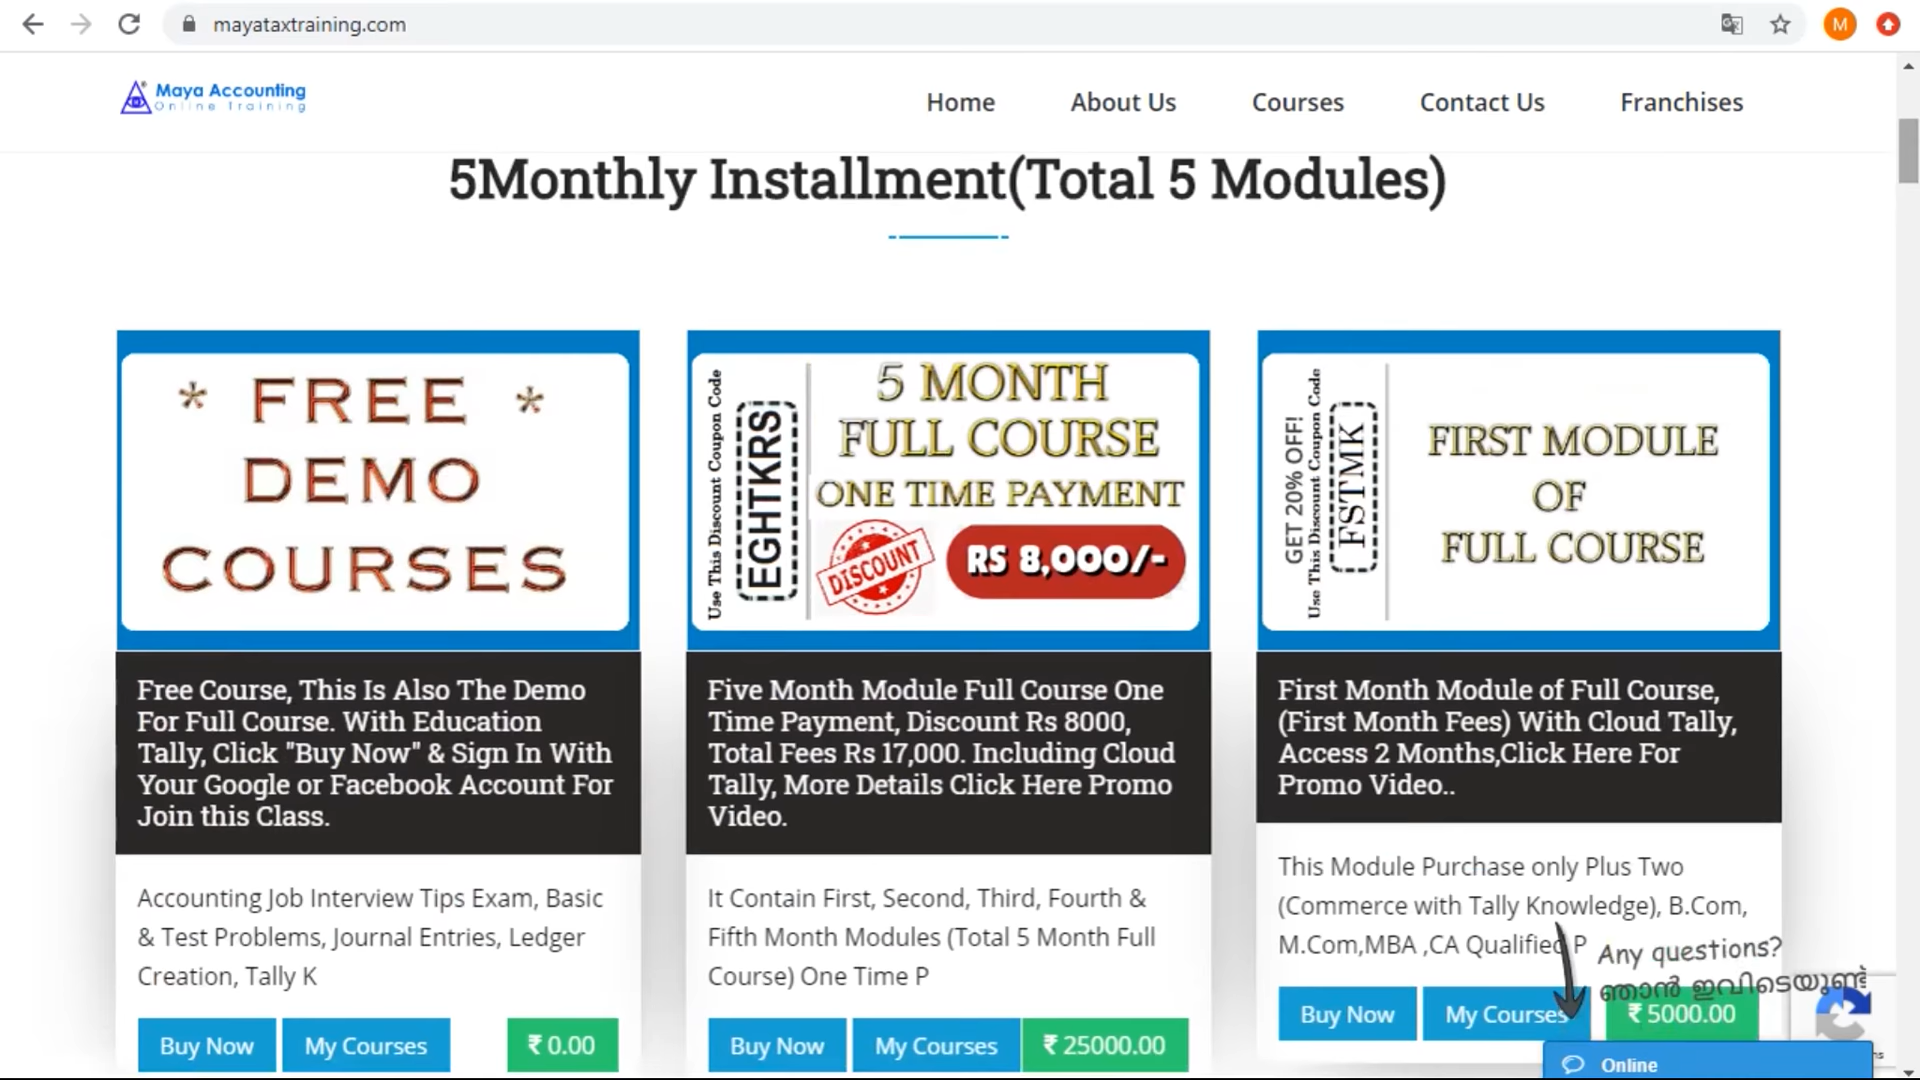 mayataxtraining.com
M
Maya Accounting
Online Training
Home
About Us
Courses
Contact Us
Franchises
5Monthly Installment(Total 5 Modules)
* FREE *
DEMO
COURSES
Use This Discount Coupon Code
EGHTKRS
5 MONTH
FULL COURSE
ONE TIME PAYMENT
DISCOUNT
RS 8,000/-
GET 20% OFF!
Use This Discount Coupon Code
FSTMK
FIRST MODULE
OF
FULL COURSE
Free Course, This Is Also The Demo
For Full Course. With Education
Tally, Click "Buy Now" & Sign In With
Your Google or Facebook Account For
Join this Class.
Accounting Job Interview Tips Exam, Basic
& Test Problems, Journal Entries, Ledger
Creation, Tally K
Buy Now
My Courses
₹ 0.00
Five Month Module Full Course One
Time Payment, Discount Rs 8000,
Total Fees Rs 17,000. Including Cloud
Tally, More Details Click Here Promo
Video.
It Contain First, Second, Third, Fourth &
Fifth Month Modules (Total 5 Month Full
Course) One Time P
Buy Now
My Courses
₹ 25000.00
First Month Module of Full Course,
(First Month Fees) With Cloud Tally,
Access 2 Months,Click Here For
Promo Video..
This Module Purchase only Plus Two
(Commerce with Tally Knowledge), B.Com,
M.Com,MBA ,CA Qualified P
Buy Now
My Courses
₹ 5000.00
Any questions?
ഞാൻ ഇവിടെയുണ്ട്
Online